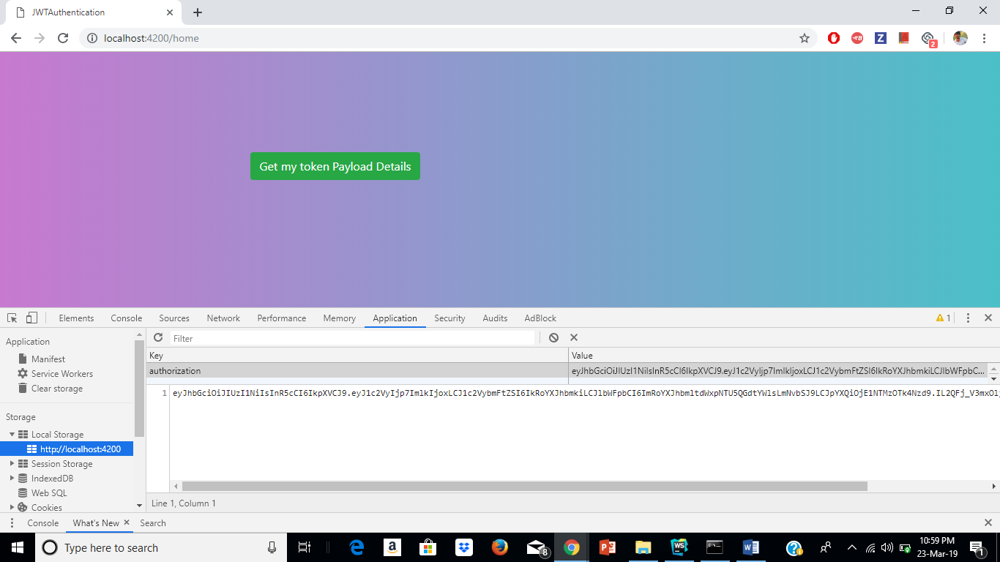 JWTAuthentication
localhost:4200/home
2
Get my token Payload Details
Elements Console Sources Network Performance Memory Application Security Audits AdBlock 1
Application
Manifest
Service Workers
Clear storage
Storage
Local Storage
http://localhost:4200
Session Storage
IndexedDB
Web SQL
Cookies
Filter
Key Value
authorization eyJhbGciOiJIUzI1NiIsInR5cCI6IkpXVCJ9.eyJ1c2VyIjp7ImlkIjoxLCJ1c2VybmFtZSI6IkRoYXJhbmkiLCJlbWFpbC...
1 eyJhbGciOiJIUzI1NiIsInR5cCI6IkpXVCJ9.eyJ1c2VyIjp7ImlkIjoxLCJ1c2VybmFtZSI6IkRoYXJhbmkiLCJlbWFpbCI6ImRoYXJhbmltdWxpNTU5QGdtYWlsLmNvbSJ9LCJpYXQiOjE1NTMzOTk4Nzd9.IL2QFj_V3mxOlj
Line 1, Column 1
Console What's New Search
Type here to search
8
WS
10:59 PM
23-Mar-19
1